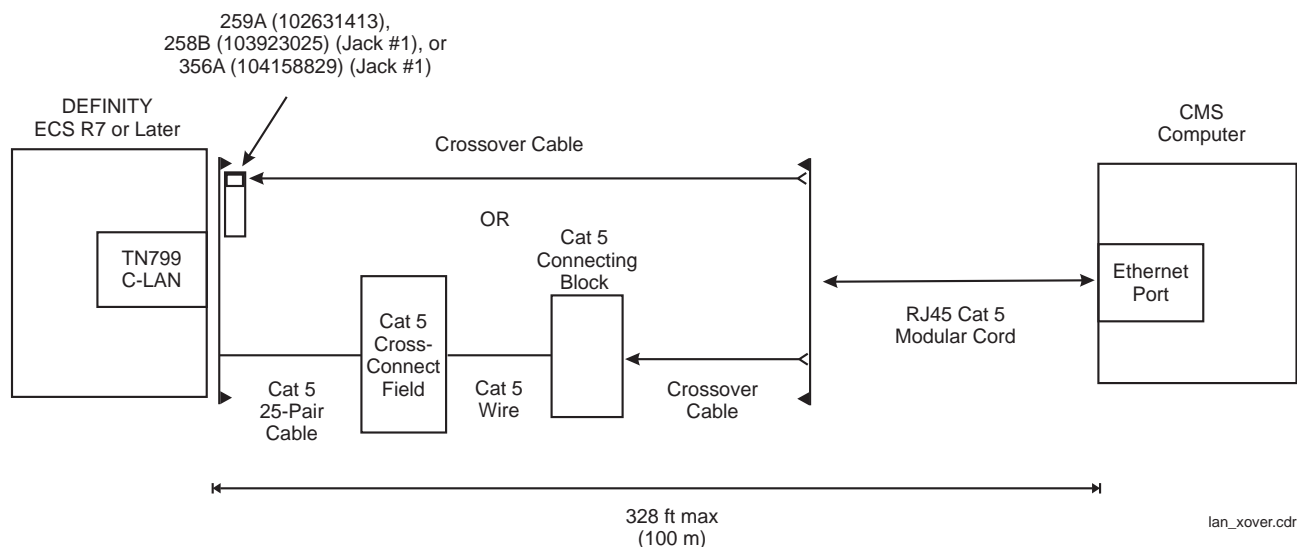 259A (102631413),
258B (103923025) (Jack #1), or
356A (104158829) (Jack #1)
DEFINITY
ECS R7 or Later
CMS
Computer
Crossover Cable
OR
TN799
C-LAN
Cat 5
Connecting
Block
Ethernet
Port
Cat 5
Cross-
Connect
Field
RJ45 Cat 5
Modular Cord
Cat 5
25-Pair
Cable
Cat 5
Wire
Crossover
Cable
328 ft max
(100 m)
lan_xover.cdr